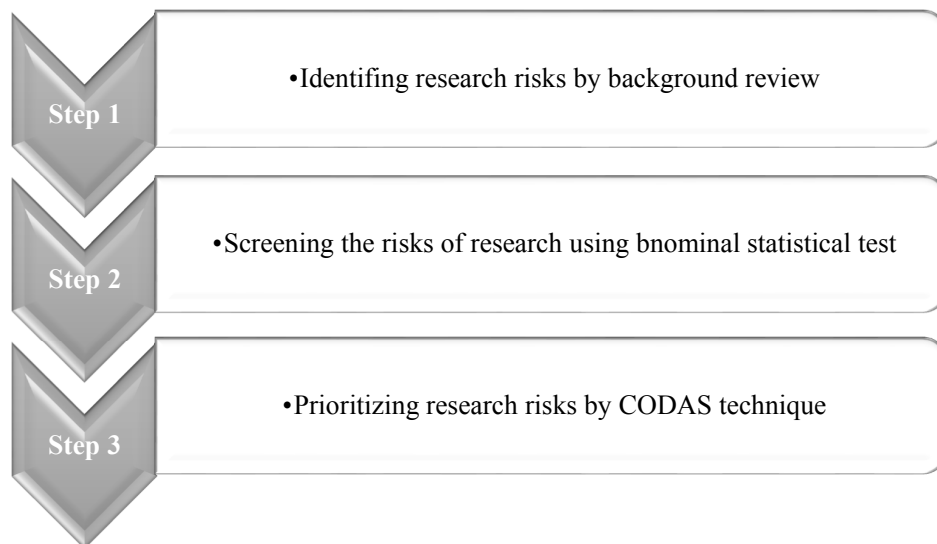 Step 1
•Identifing research risks by background review
Step 2
•Screening the risks of research using bnominal statistical test
Step 3
•Prioritizing research risks by CODAS technique